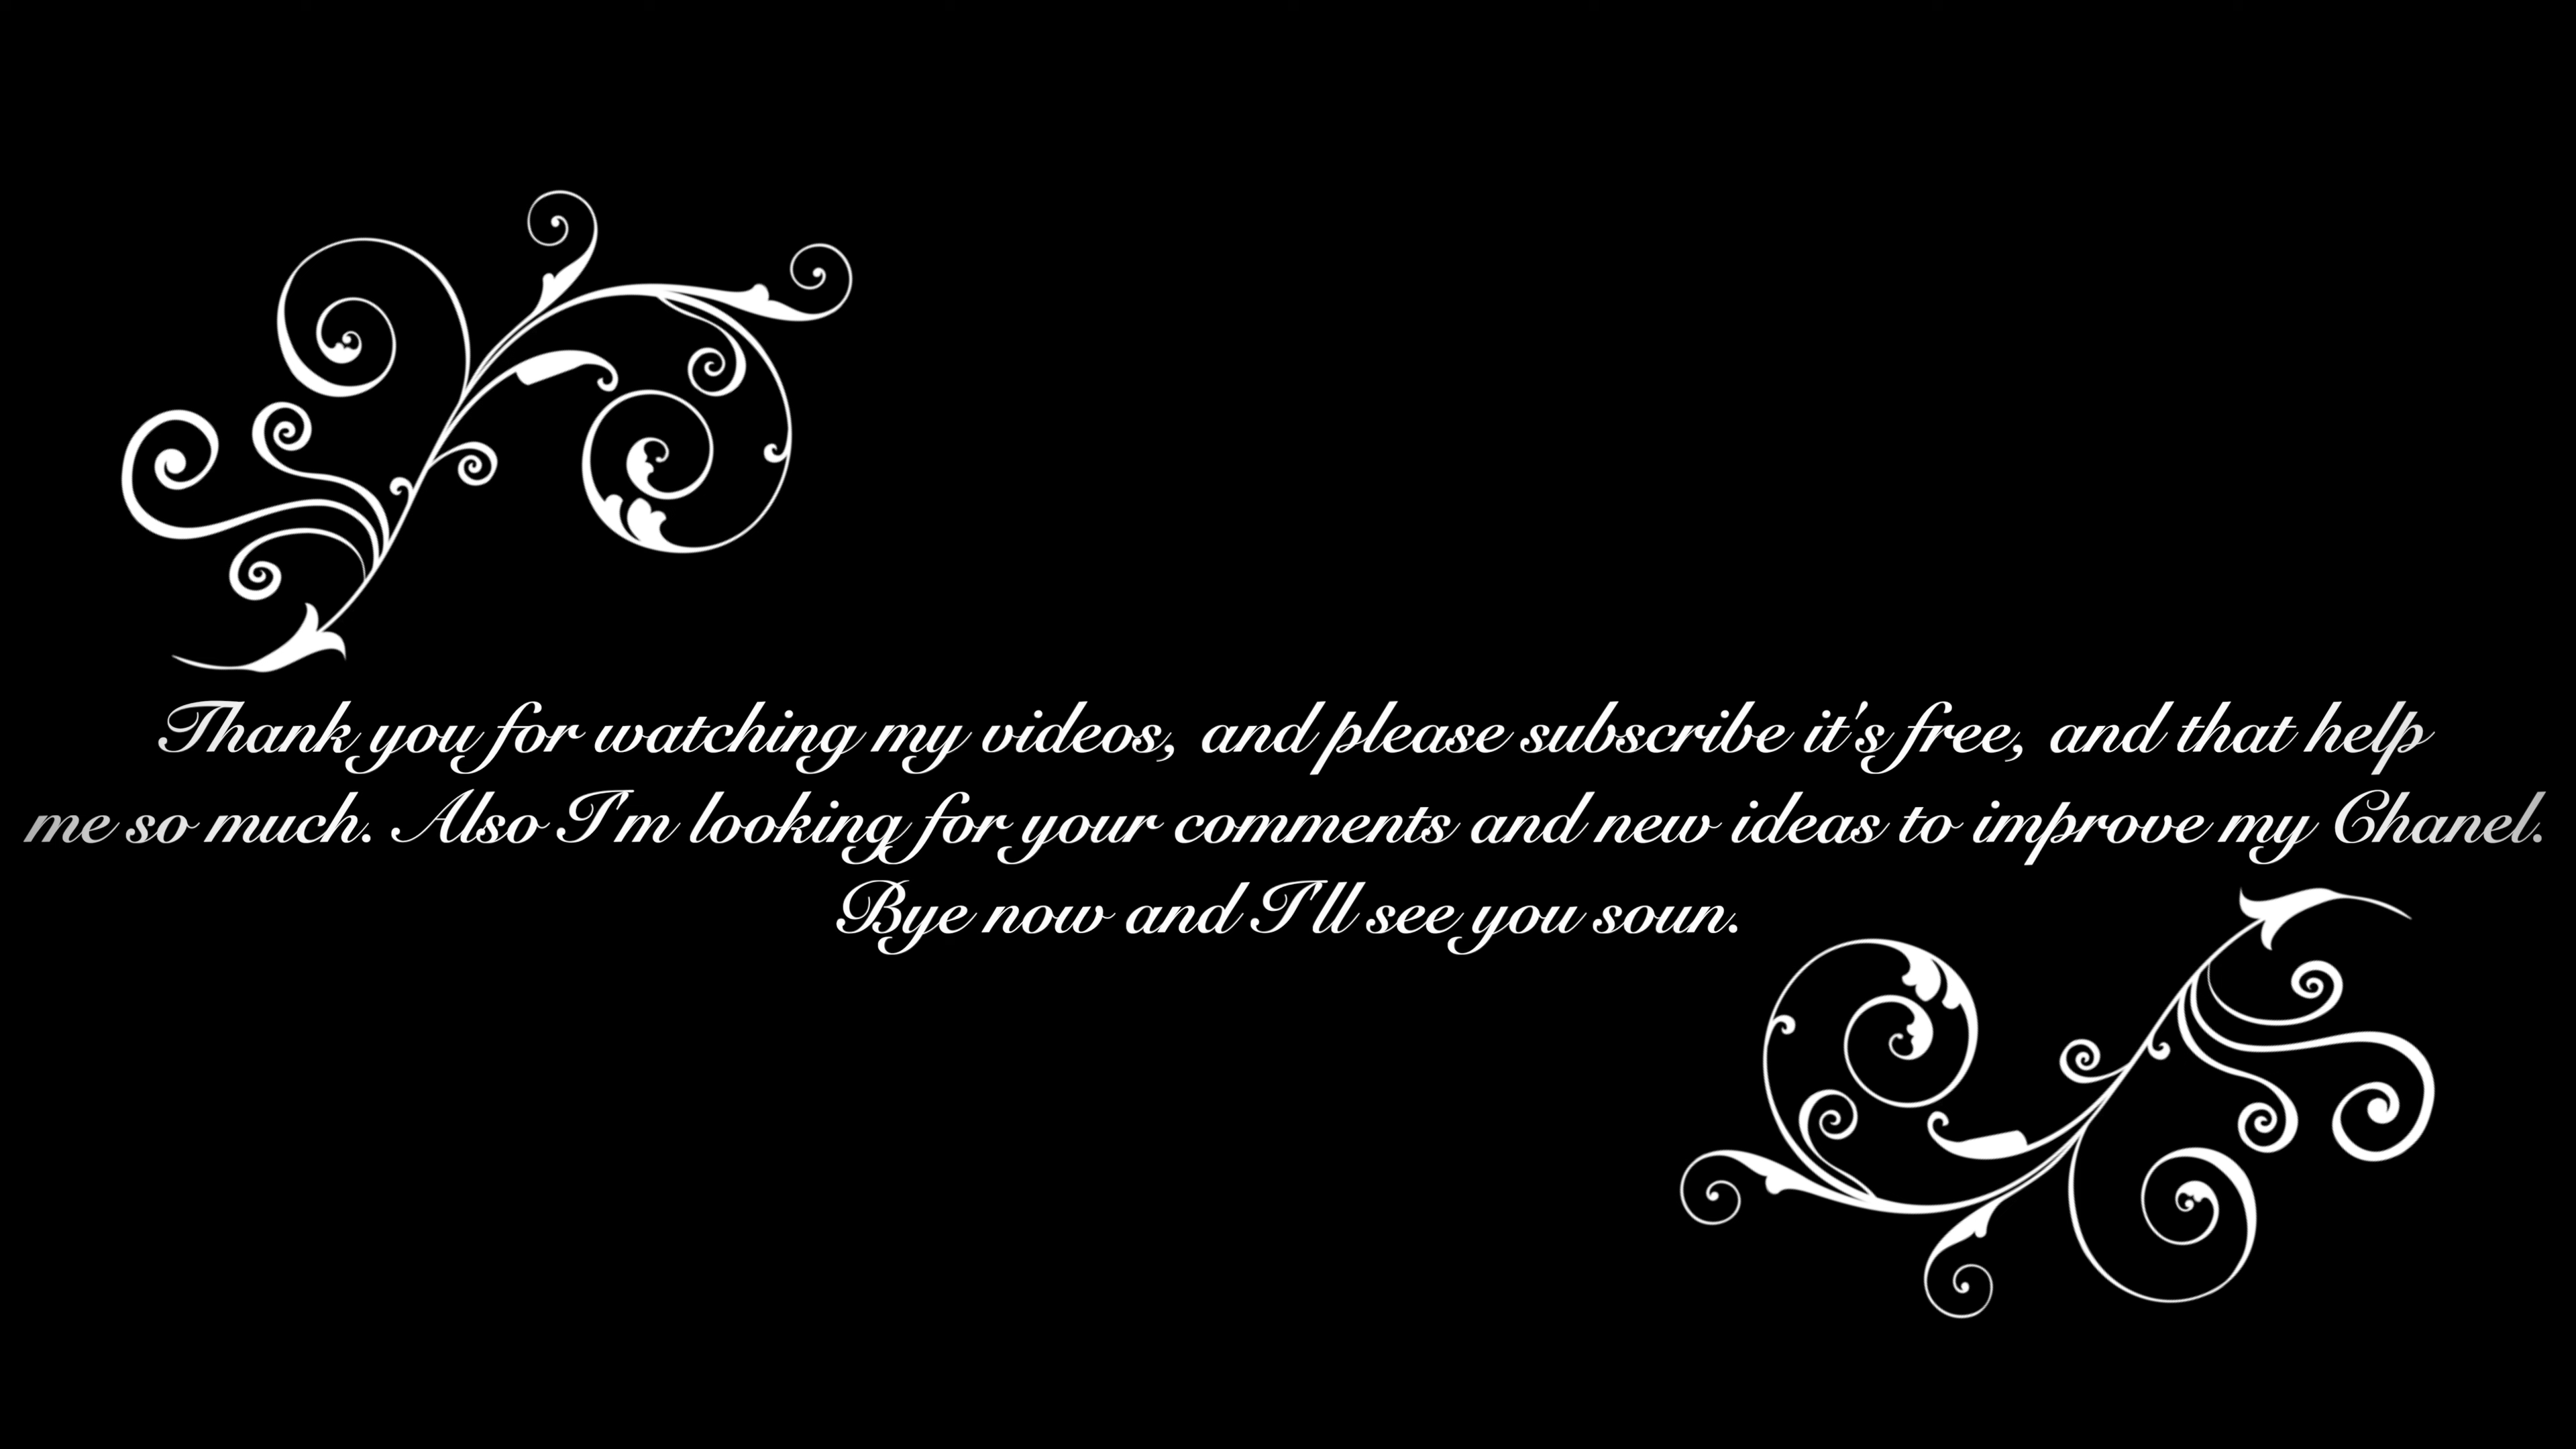 Thank you for watching my videos, and please subscribe it's free, and that help
me so much. Also I'm looking for your comments and new ideas to improve my Chanel.
Bye now and I'll see you soun.